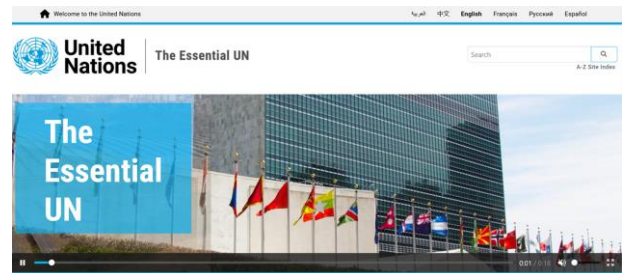 Welcome to the United Nations
العربية 中文 English Français Русский Español
United Nations
The Essential UN
Search
A-Z Site Index
The
Essential
UN
0:01 / 0:18